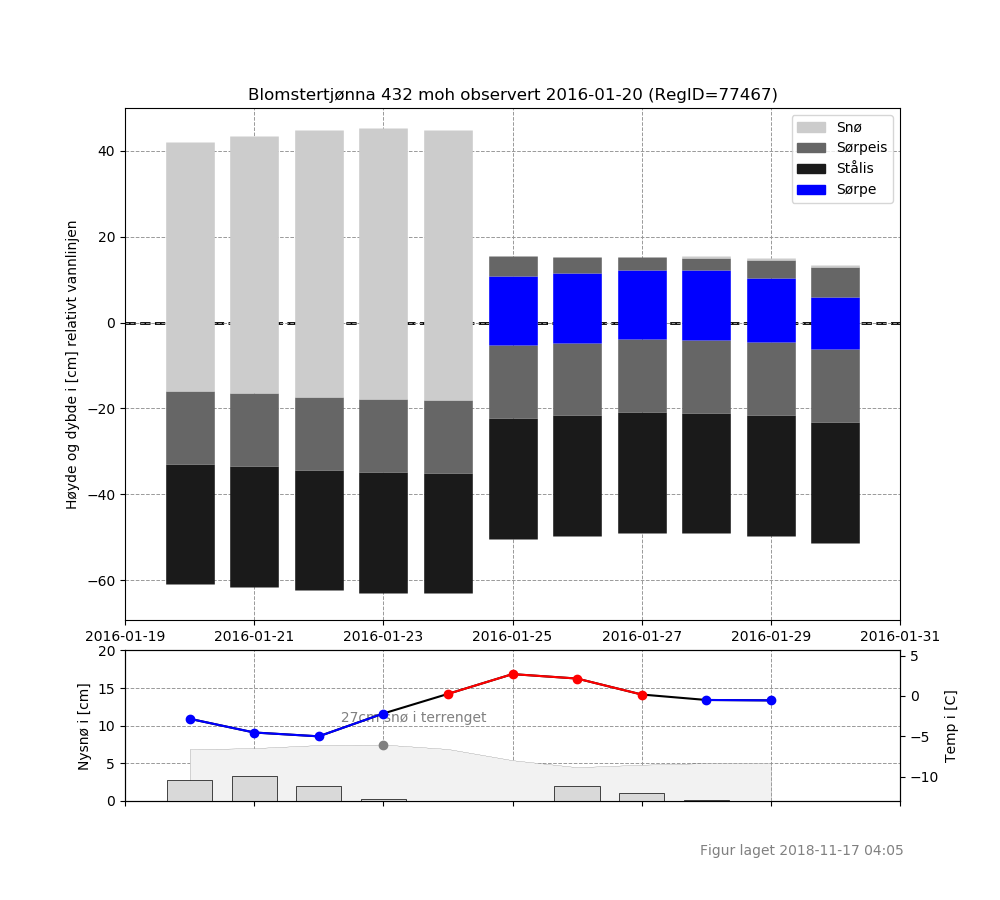 Blomstertjønna 432 moh observert 2016-01-20 (RegID=77467)
Snø
Sørpeis
Stålis
Sørpe
Høyde og dybde i [cm] relativt vannlinjen
40
20
0
−20
−40
−60
2016-01-19 2016-01-21 2016-01-23 2016-01-25 2016-01-27 2016-01-29 2016-01-31
Nysnø i [cm]
20
15
10
5
0
27cm snø i terrenget
5
0
−5
−10
Temp i [C]
Figur laget 2018-11-17 04:05